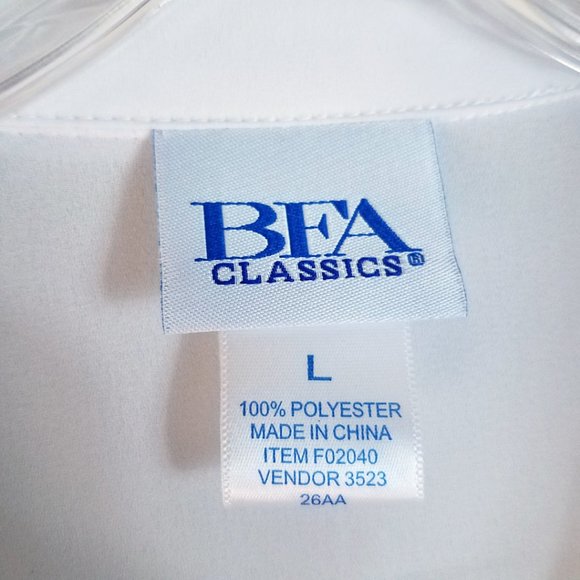 BFA
CLASSICS®
L
100% POLYESTER
MADE IN CHINA
ITEM F02040
VENDOR 3523
26AA